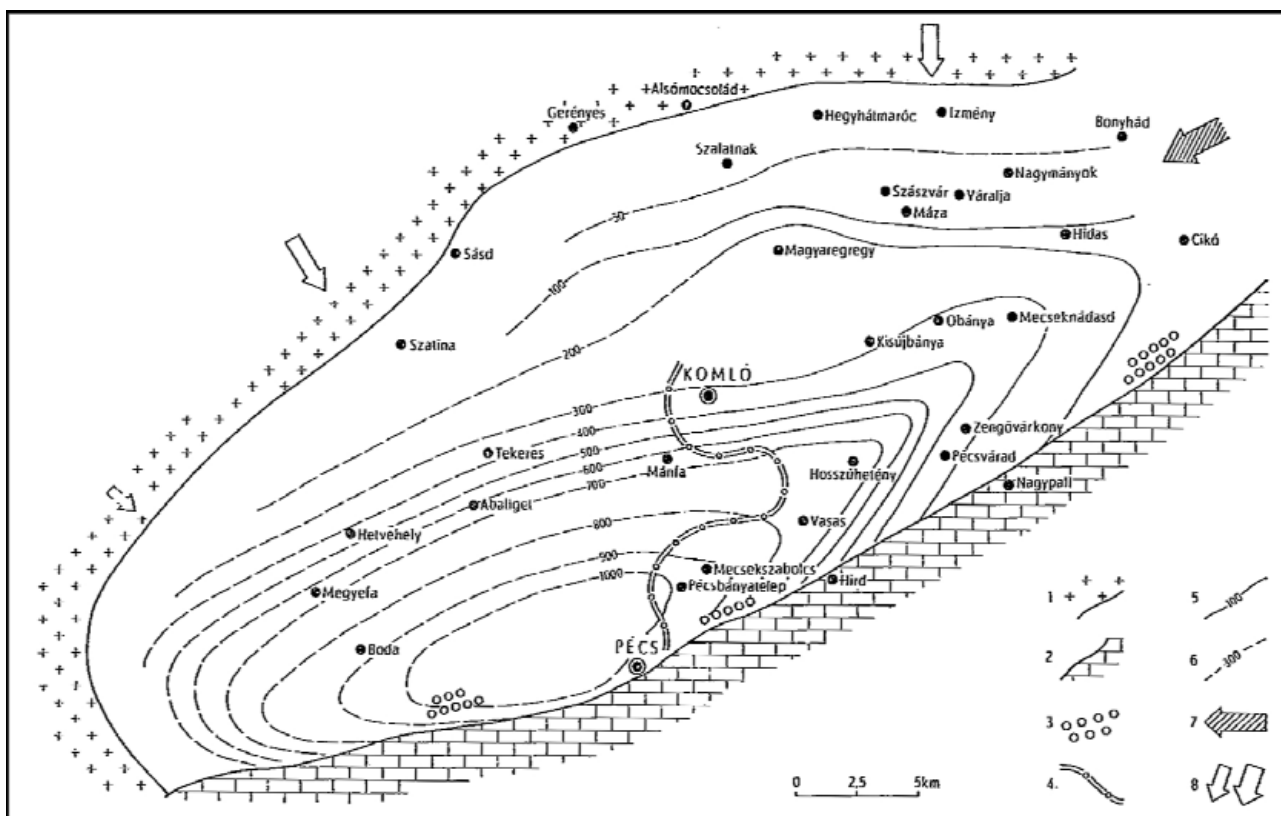 Alsómocsolád
Gerényes
Hegyhátmaróc
Izmény
Bonyhád
Szalatnak
Nagymányok
Szászvár
Váralja
Máza
50
Hidas
Cikó
Sásd
Magyaregregy
100
Óbánya
Mecseknádasd
Szatina
Kisújbánya
200
KOMLÓ
300
400
Zengővárkony
500
Tekeres
600
Mánfa
Hosszúhetény
Pécsvárad
700
Nagypall
Abaliget
Vasas
800
Hetvehely
900
Mecsekszabolcs
1000
Pécsbányatelep
Hird
Megyefa
Boda
PÉCS
1
5
100
2
6
300
3
7
0
2,5
5km
4.
8